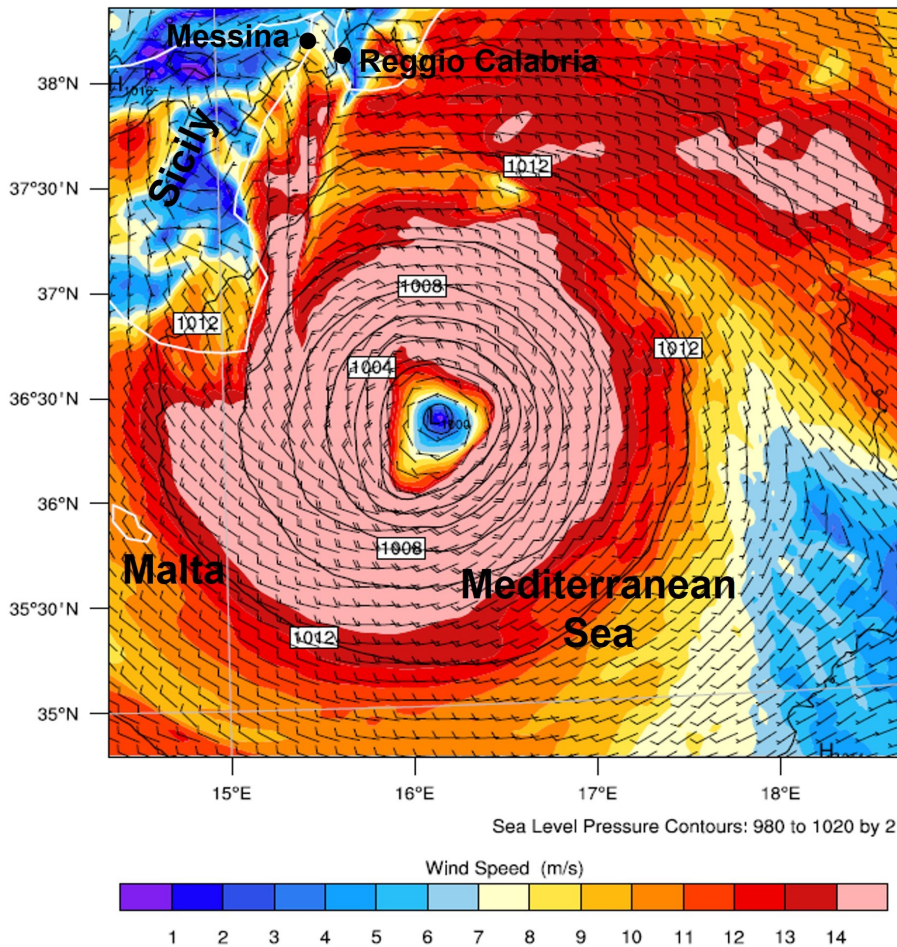 Messina
Reggio Calabria
38°N
H
1016
Sicily
1012
37°30'N
37°N
1008
1012
1012
1004
36°30'N
L
1000
36°N
1008
Malta
Mediterranean
Sea
35°30'N
1012
35°N
H
15°E
16°E
17°E
18°E
Sea Level Pressure Contours: 980 to 1020 by 2
Wind Speed (m/s)
1 2 3 4 5 6 7 8 9 10 11 12 13 14